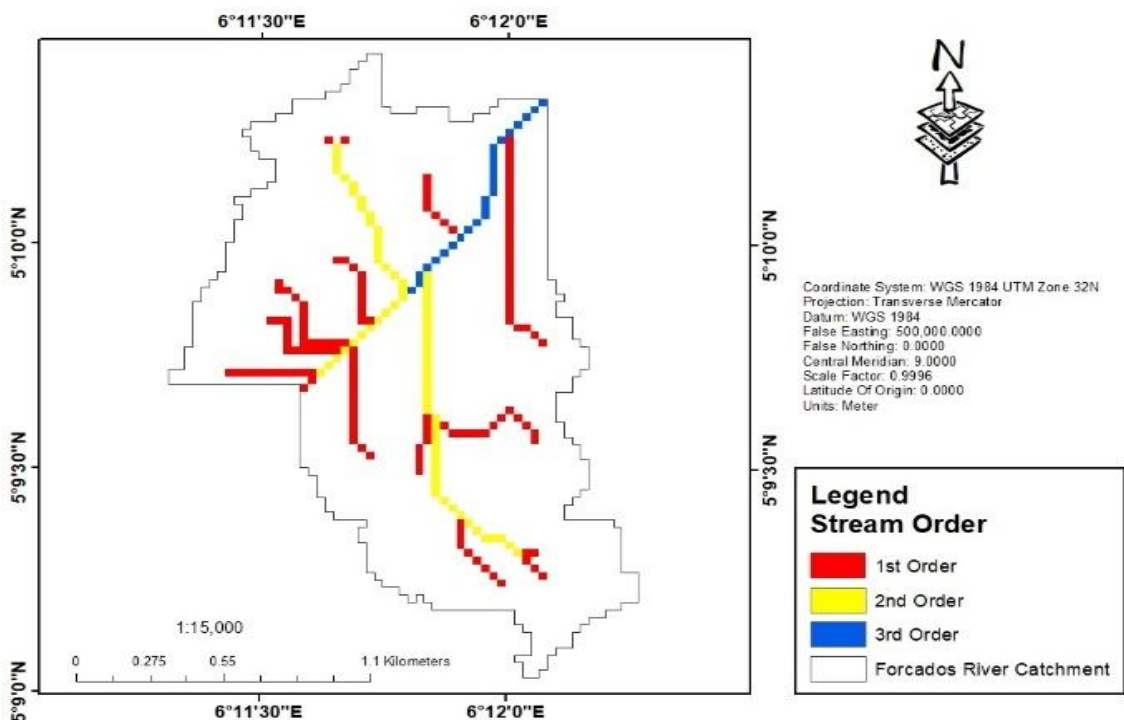 6°11'30"E 6°12'0"E
N
5°10'0"N 5°10'0"N
Coordinate System: WGS 1984 UTM Zone 32N
Projection: Transverse Mercator
Datum: WGS 1984
False Easting: 500,000.0000
False Northing: 0.0000
Central Meridian: 9.0000
Scale Factor: 0.9996
Latitude Of Origin: 0.0000
Units: Meter
5°9'30"N 5°9'30"N
Legend
Stream Order
1st Order
2nd Order
3rd Order
Forcados River Catchment
1:15,000
0 0.275 0.55 1.1 Kilometers
5°9'0"N
6°11'30"E 6°12'0"E